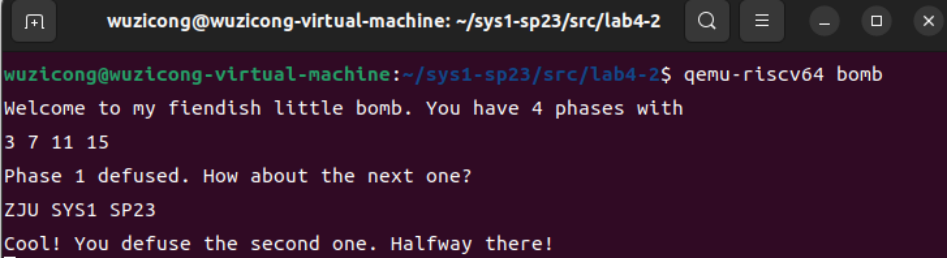 wuzicong@wuzicong-virtual-machine: ~/sys1-sp23/src/lab4-2
wuzicong@wuzicong-virtual-machine:~/sys1-sp23/src/lab4-2$ qemu-riscv64 bomb
Welcome to my fiendish little bomb. You have 4 phases with
3 7 11 15
Phase 1 defused. How about the next one?
ZJU SYS1 SP23
Cool! You defuse the second one. Halfway there!